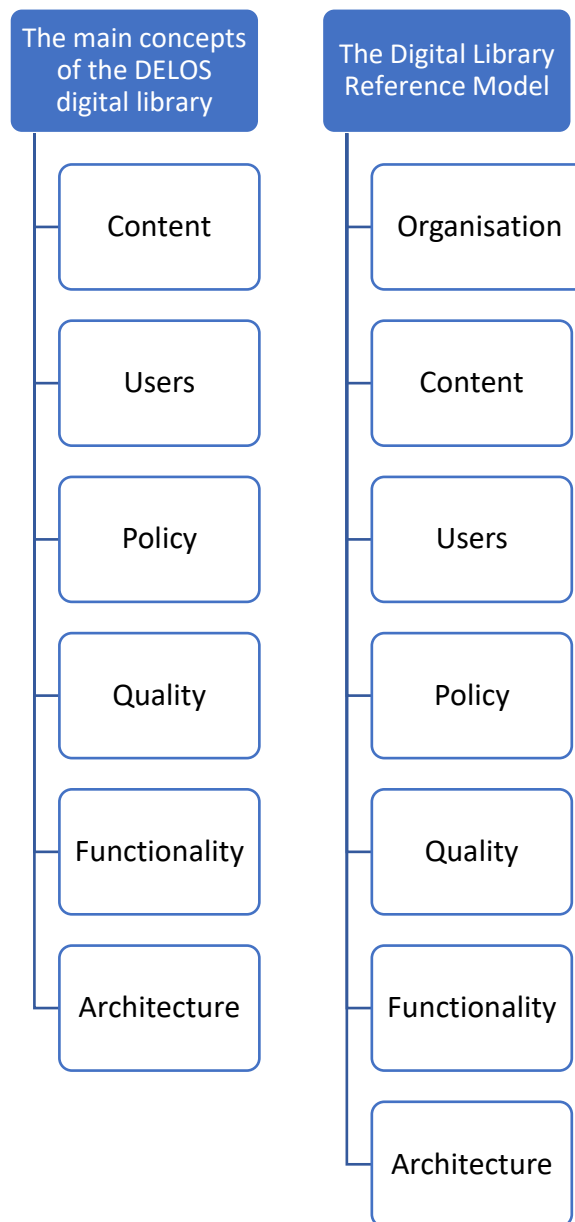 The main concepts
of the DELOS
digital library
Content
Users
Policy
Quality
Functionality
Architecture
The Digital Library
Reference Model
Organisation
Content
Users
Policy
Quality
Functionality
Architecture